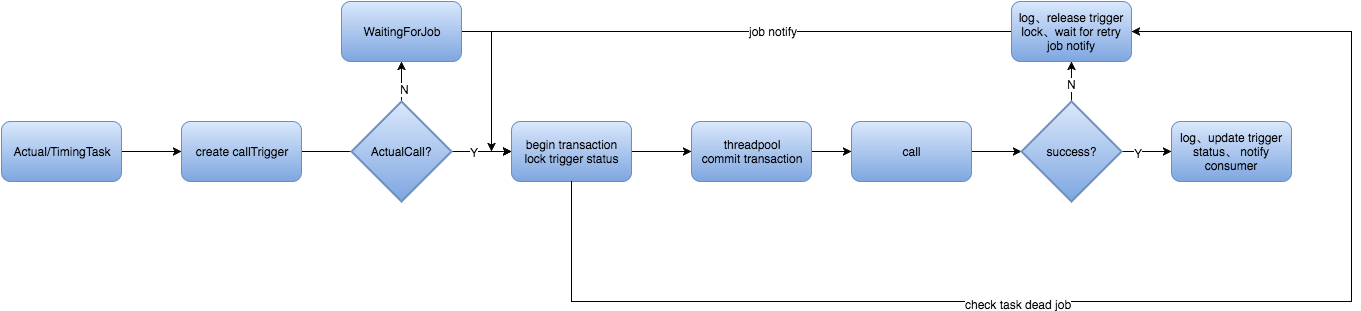 WaitingForJob
job notify
log、release trigger
lock、wait for retry
job notify
N
N
Actual/TimingTask
create callTrigger
ActualCall?
Y
begin transaction
lock trigger status
threadpool
commit transaction
call
success?
Y
log、update trigger
status、 notify
consumer
check task dead job